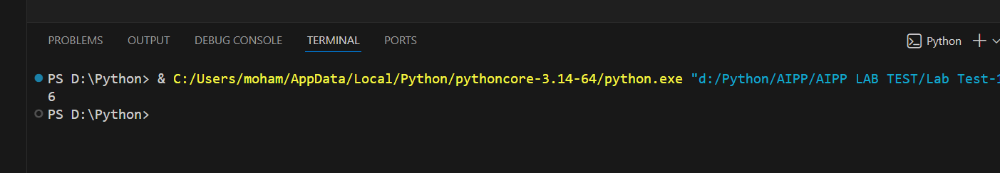 PROBLEMS OUTPUT DEBUG CONSOLE TERMINAL PORTS Python
PS D:\Python> & C:/Users/moham/AppData/Local/Python/pythoncore-3.14-64/python.exe "d:/Python/AIPP/AIPP LAB TEST/Lab Test-1
6
PS D:\Python>